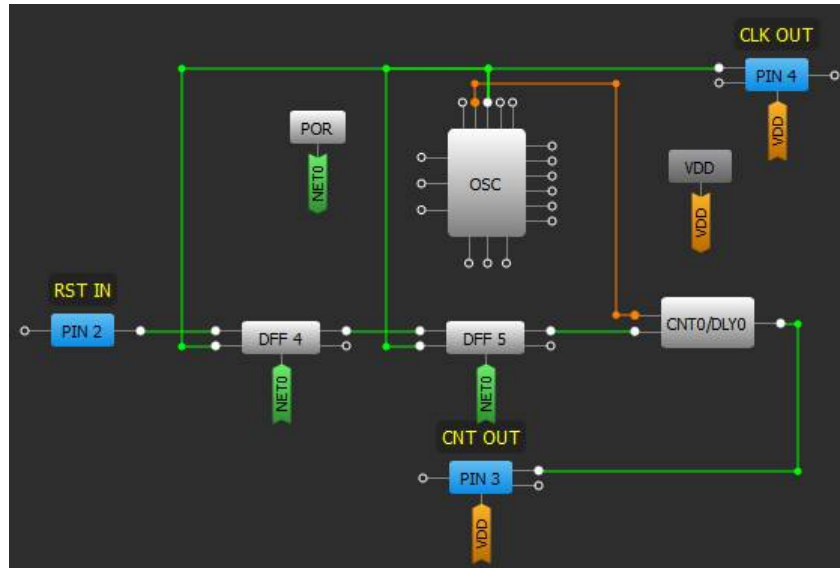 CLK OUT
PIN 4
VDD
POR
NET0
OSC
VDD
VDD
RST IN
PIN 2
DFF 4
NET0
DFF 5
NET0
CNT0/DLY0
CNT OUT
PIN 3
VDD